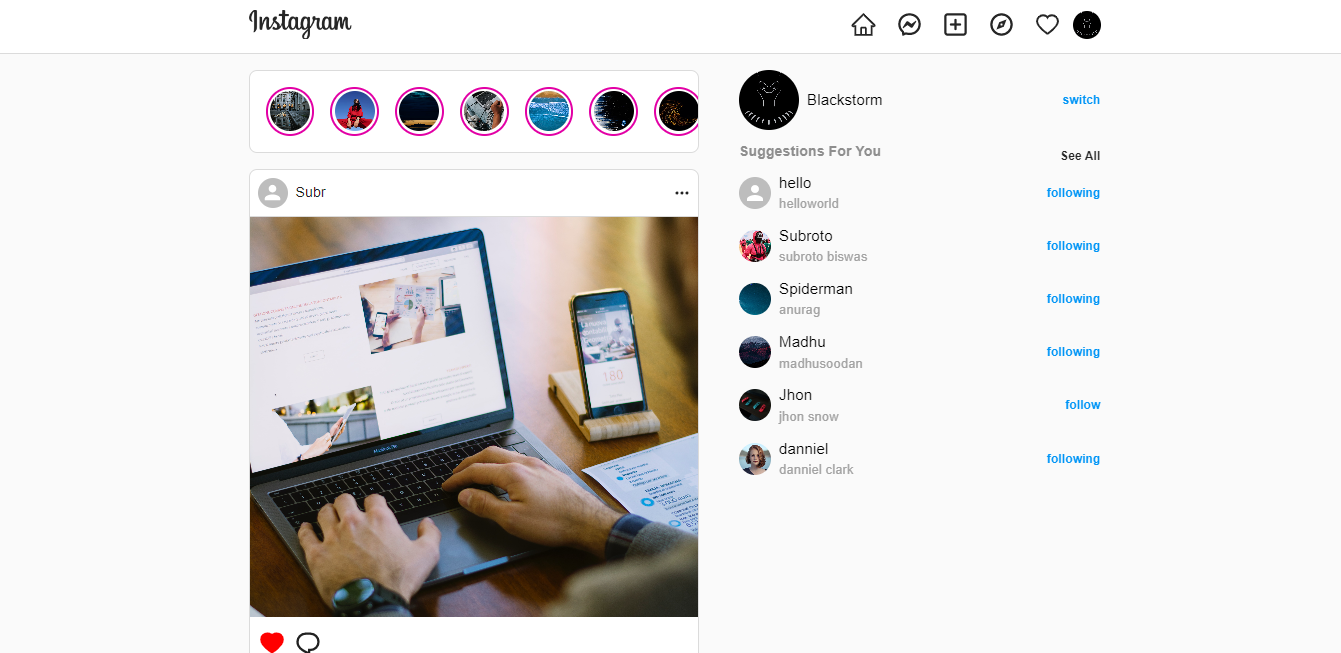 Instagram
Blackstorm
switch
Suggestions For You
See All
hello
helloworld
following
Subroto
subroto biswas
following
Spiderman
anurag
following
Madhu
madhusoodan
following
Jhon
jhon snow
follow
danniel
danniel clark
following
Subr
180